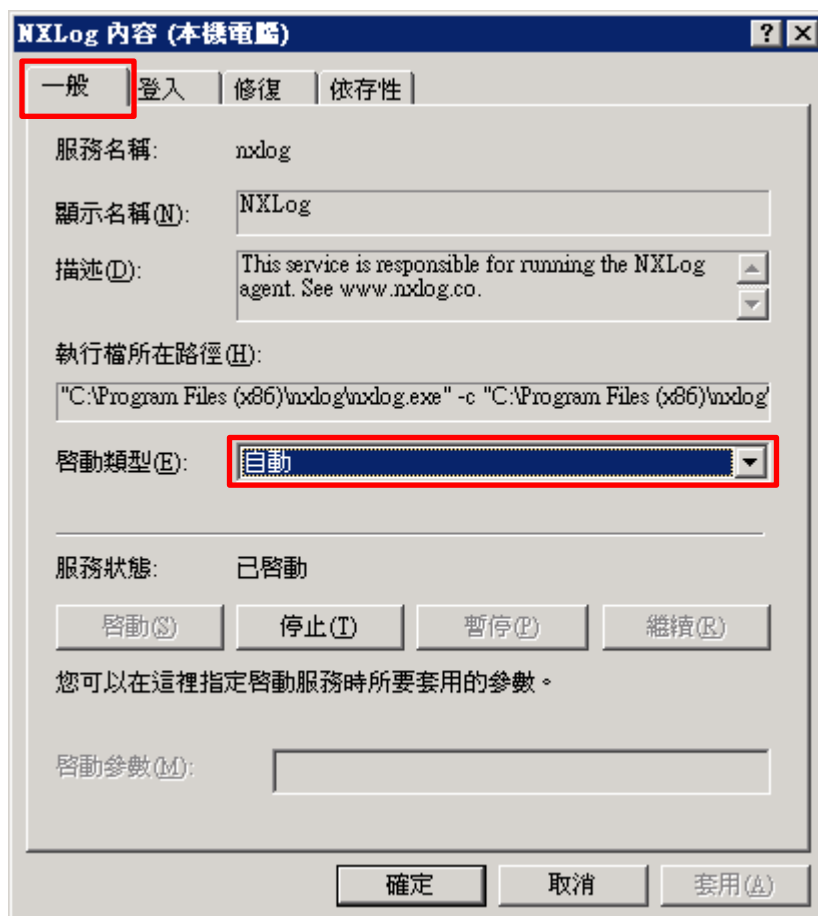 NXLog 內容 (本機電腦)
一般 登入 修復 依存性
服務名稱: nxlog
顯示名稱(N): NXLog
描述(D): This service is responsible for running the NXLog
agent. See www.nxlog.co.
執行檔所在路徑(H):
"C:\Program Files (x86)\nxlog\nxlog.exe" -c "C:\Program Files (x86)\nxlog\
啓動類型(E): 自動
服務狀態: 已啓動
啓動(S) 停止(T) 暫停(P) 繼續(R)
您可以在這裡指定啓動服務時所要套用的參數。
啓動參數(M):
確定 取消 套用(A)